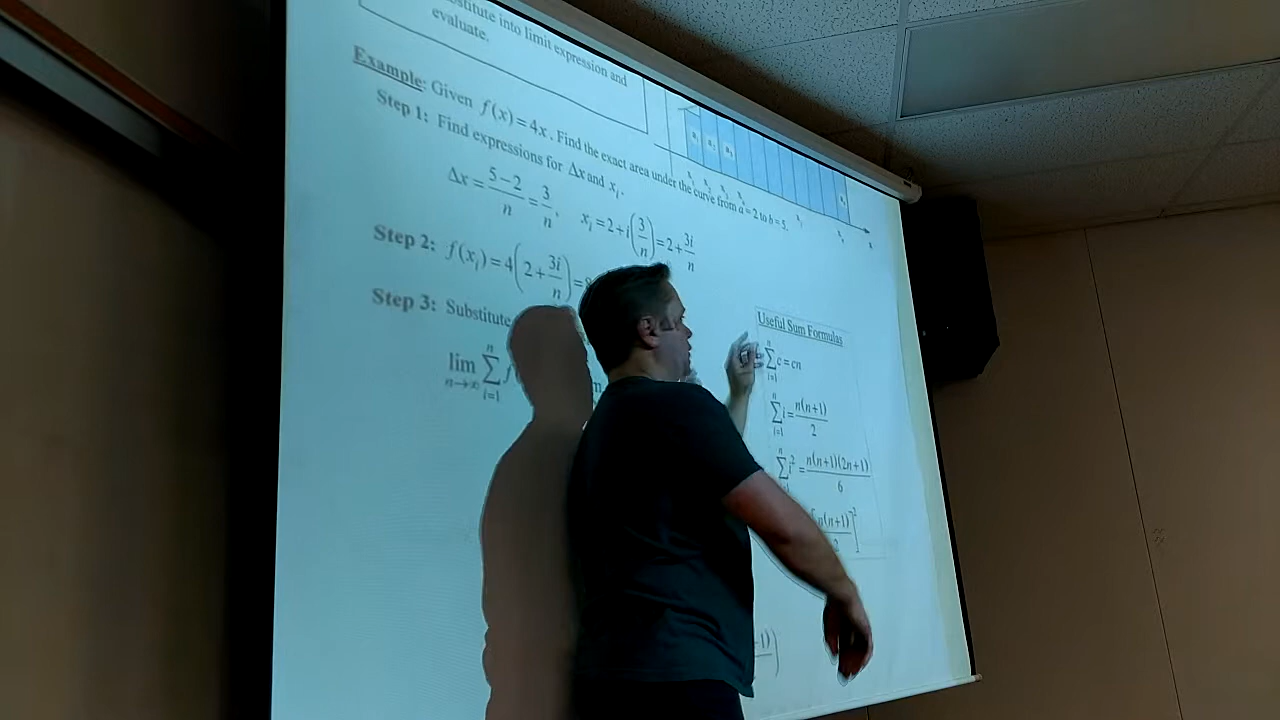 stitute into limit expression and
evaluate.
Example: Given f(x) = 4x. Find the exact area under the curve from a = 2 to b = 5.
Step 1: Find expressions for Δx and xᵢ.
Δx = (5−2)/n = 3/n, xᵢ = 2 + i(3/n) = 2 + 3i/n
Step 2: f(xᵢ) = 4(2 + 3i/n) =
Step 3: Substitute
lim n→∞ ∑ i=1 n f
Useful Sum Formulas
∑ i=1 n c = cn
∑ i=1 n i = n(n+1)/2
∑ n i² = n(n+1)(2n+1)/6
n(n+1)/2]²